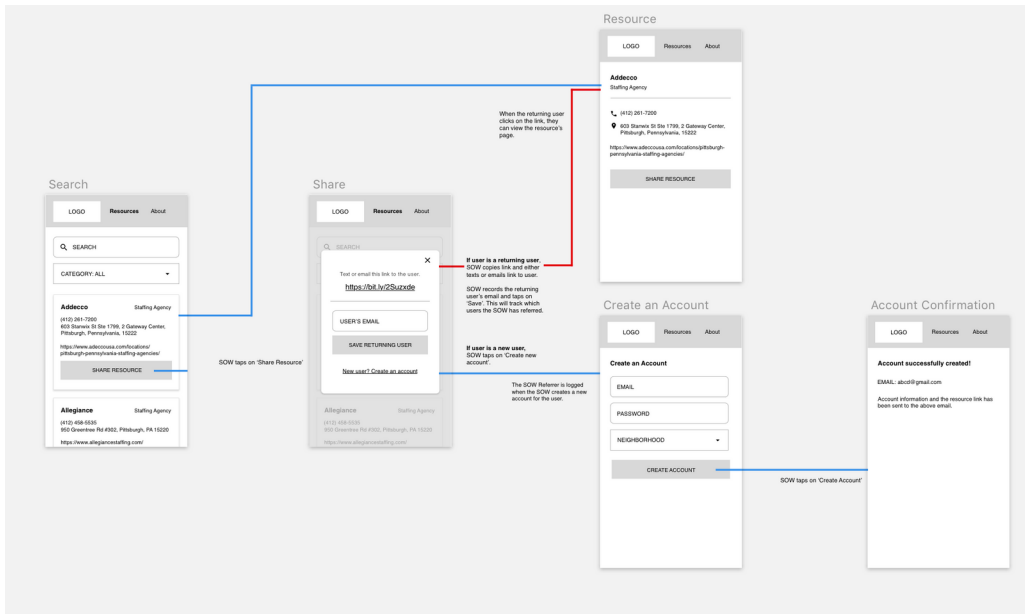 Resource
LOGO
Resources
About
Addecco
Staffing Agency
(412) 261-7200
603 Stanwix St Ste 1799, 2 Gateway Center,
Pittsburgh, Pennsylvania, 15222
https://www.adeccousa.com/locations/pittsburgh-
pennsylvania-staffing-agencies/
SHARE RESOURCE
When the returning user
clicks on the link, they
can view the resource's
page.
Search
LOGO
Resources
About
SEARCH
CATEGORY: ALL
Addecco
Staffing Agency
(412) 261-7200
603 Stanwix St Ste 1799, 2 Gateway Center,
Pittsburgh, Pennsylvania, 15222
https://www.adeccousa.com/locations/
pittsburgh-pennsylvania-staffing-agencies/
SHARE RESOURCE
Allegiance
Staffing Agency
(412) 458-5535
950 Greentree Rd #302, Pittsburgh, PA 15220
https://www.allegiancestaffing.com/
SOW taps on 'Share Resource'
Share
LOGO
Resources
About
SEARCH
Text or email this link to the user:
https://bit.ly/2Suzxde
USER'S EMAIL
SAVE RETURNING USER
New user? Create an account
Allegiance
Staffing Agency
(412) 458-5535
950 Greentree Rd #302, Pittsburgh, PA 15220
https://www.allegiancestaffing.com/
If user is a returning user,
SOW copies link and either
texts or emails link to user.
SOW records the returning
user's email and taps on
'Save'. This will track which
users the SOW has referred.
If user is a new user,
SOW taps on 'Create new
account'.
The SOW Referrer is logged
when the SOW creates a new
account for the user.
Create an Account
LOGO
Resources
About
Create an Account
EMAIL
PASSWORD
NEIGHBORHOOD
CREATE ACCOUNT
SOW taps on 'Create Account'
Account Confirmation
LOGO
Resources
About
Account successfully created!
EMAIL: abcd@gmail.com
Account information and the resource link has
been sent to the above email.